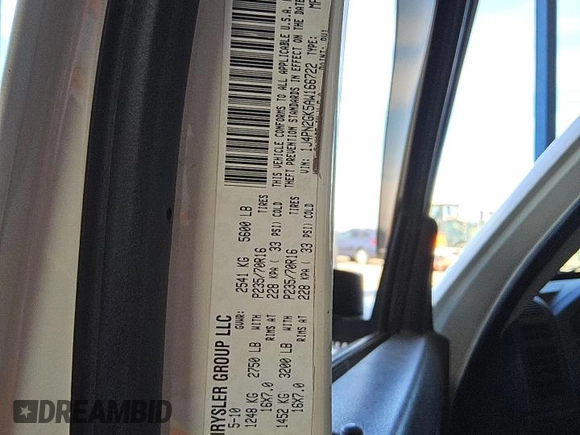 HRYSLER GROUP LLC
5-10 GWR: 2541 KG 5600 LB
1248 KG 2750 LB WITH P235/70R16 TIRES
16X7.0 RIMS AT 228 KPA ( 33 PSI) COLD
1452 KG 3200 LB WITH P235/70R16 TIRES
16X7.0 RIMS AT 228 KPA ( 33 PSI) COLD
THIS VEHICLE CONFORMS TO ALL APPLICABLE U.S.A.
THEFT PREVENTION STANDARDS IN EFFECT ON THE DATE
VIN: 1J4PN2GK5AW166722 TYPE:
DREAMBID